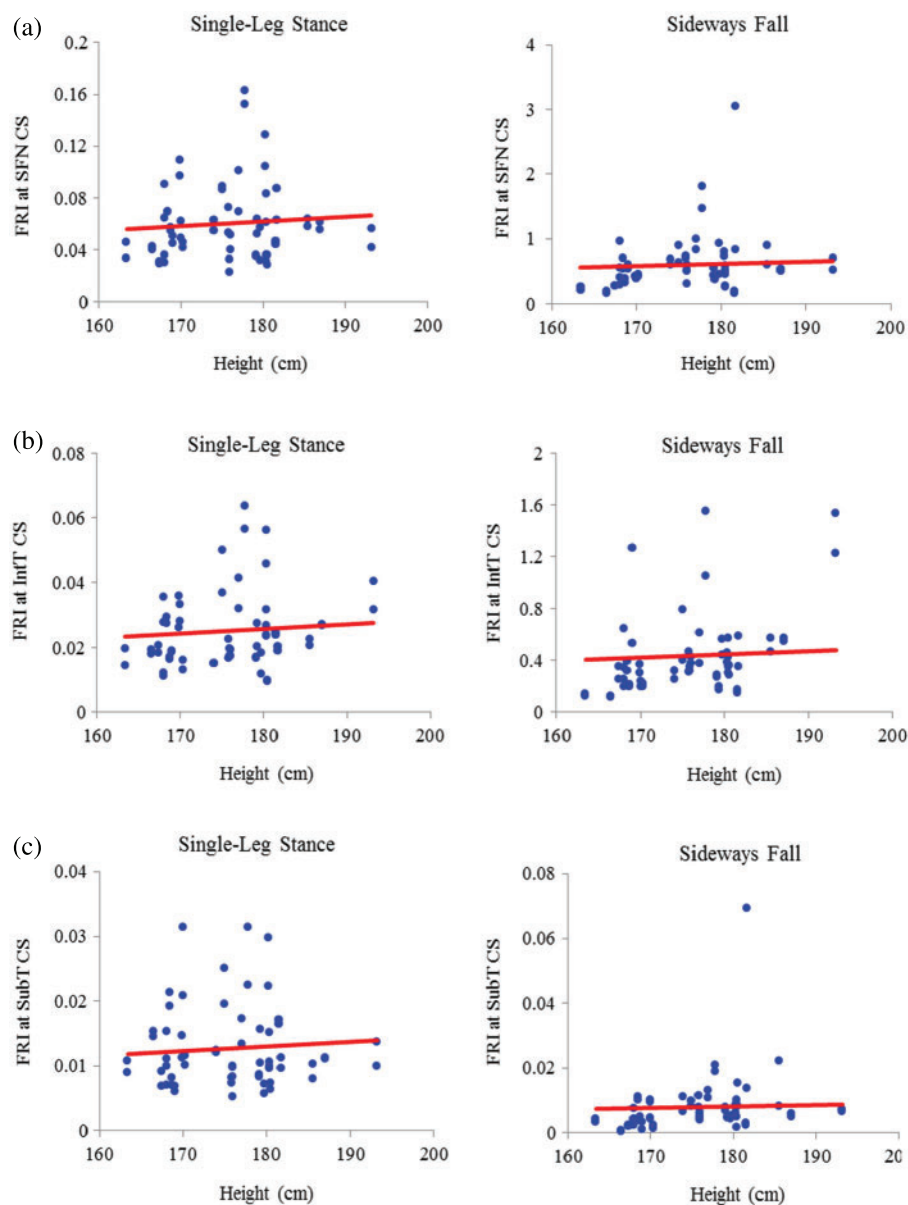 (a)
Single-Leg Stance
0.2
0.16
0.12
0.08
0.04
0
FRI at SFN CS
160 170 180 190 200
Height (cm)
Sideways Fall
4
3
2
1
0
FRI at SFN CS
160 170 180 190 200
Height (cm)
(b)
Single-Leg Stance
0.08
0.06
0.04
0.02
0
FRI at IntT CS
160 170 180 190 200
Height (cm)
Sideways Fall
2
1.6
1.2
0.8
0.4
0
FRI at IntT CS
160 170 180 190 200
Height (cm)
(c)
Single-Leg Stance
0.04
0.03
0.02
0.01
0
FRI at SubT CS
160 170 180 190 200
Height (cm)
Sideways Fall
0.08
0.06
0.04
0.02
0
FRI at SubT CS
160 170 180 190 20
Height (cm)